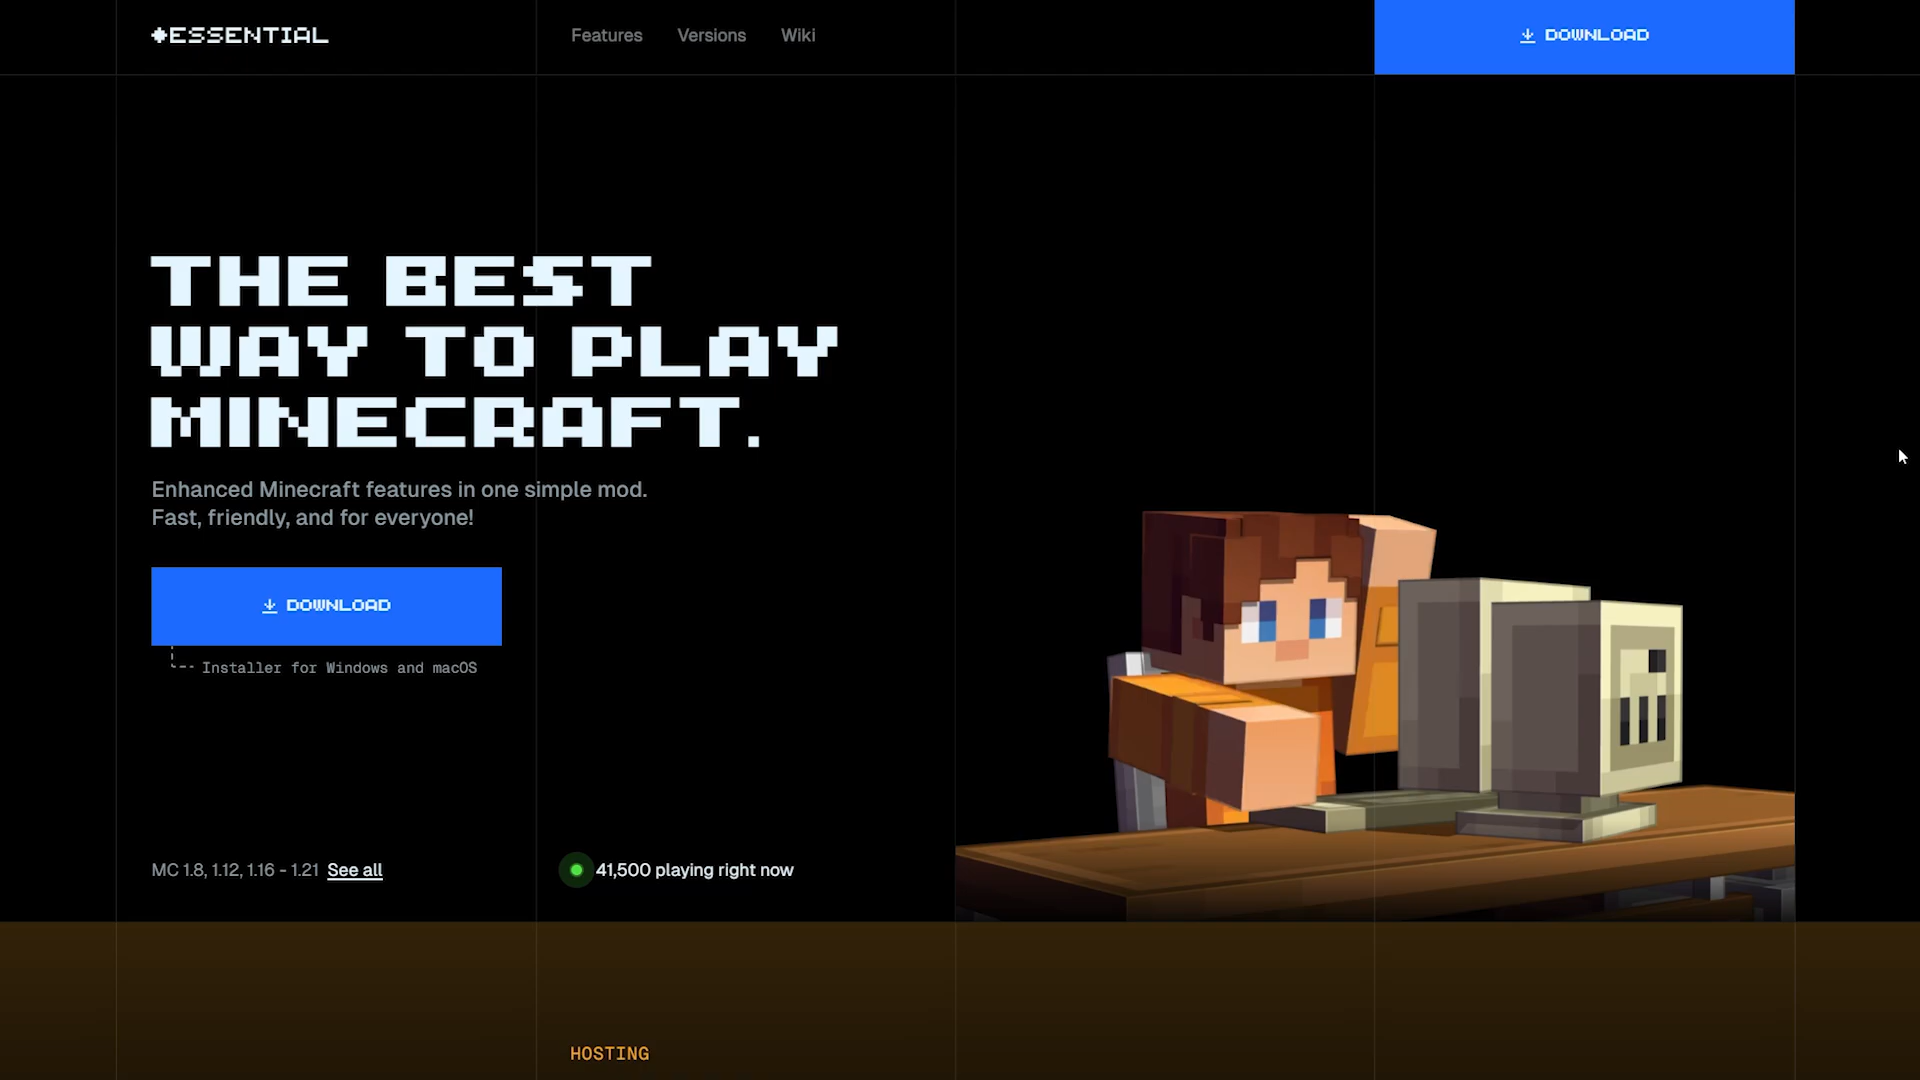 ESSENTIAL
Features
Versions
Wiki
DOWNLOAD
THE BEST
WAY TO PLAY
MINECRAFT.
Enhanced Minecraft features in one simple mod.
Fast, friendly, and for everyone!
DOWNLOAD
Installer for Windows and macOS
MC 1.8, 1.12, 1.16 - 1.21 See all
41,500 playing right now
HOSTING